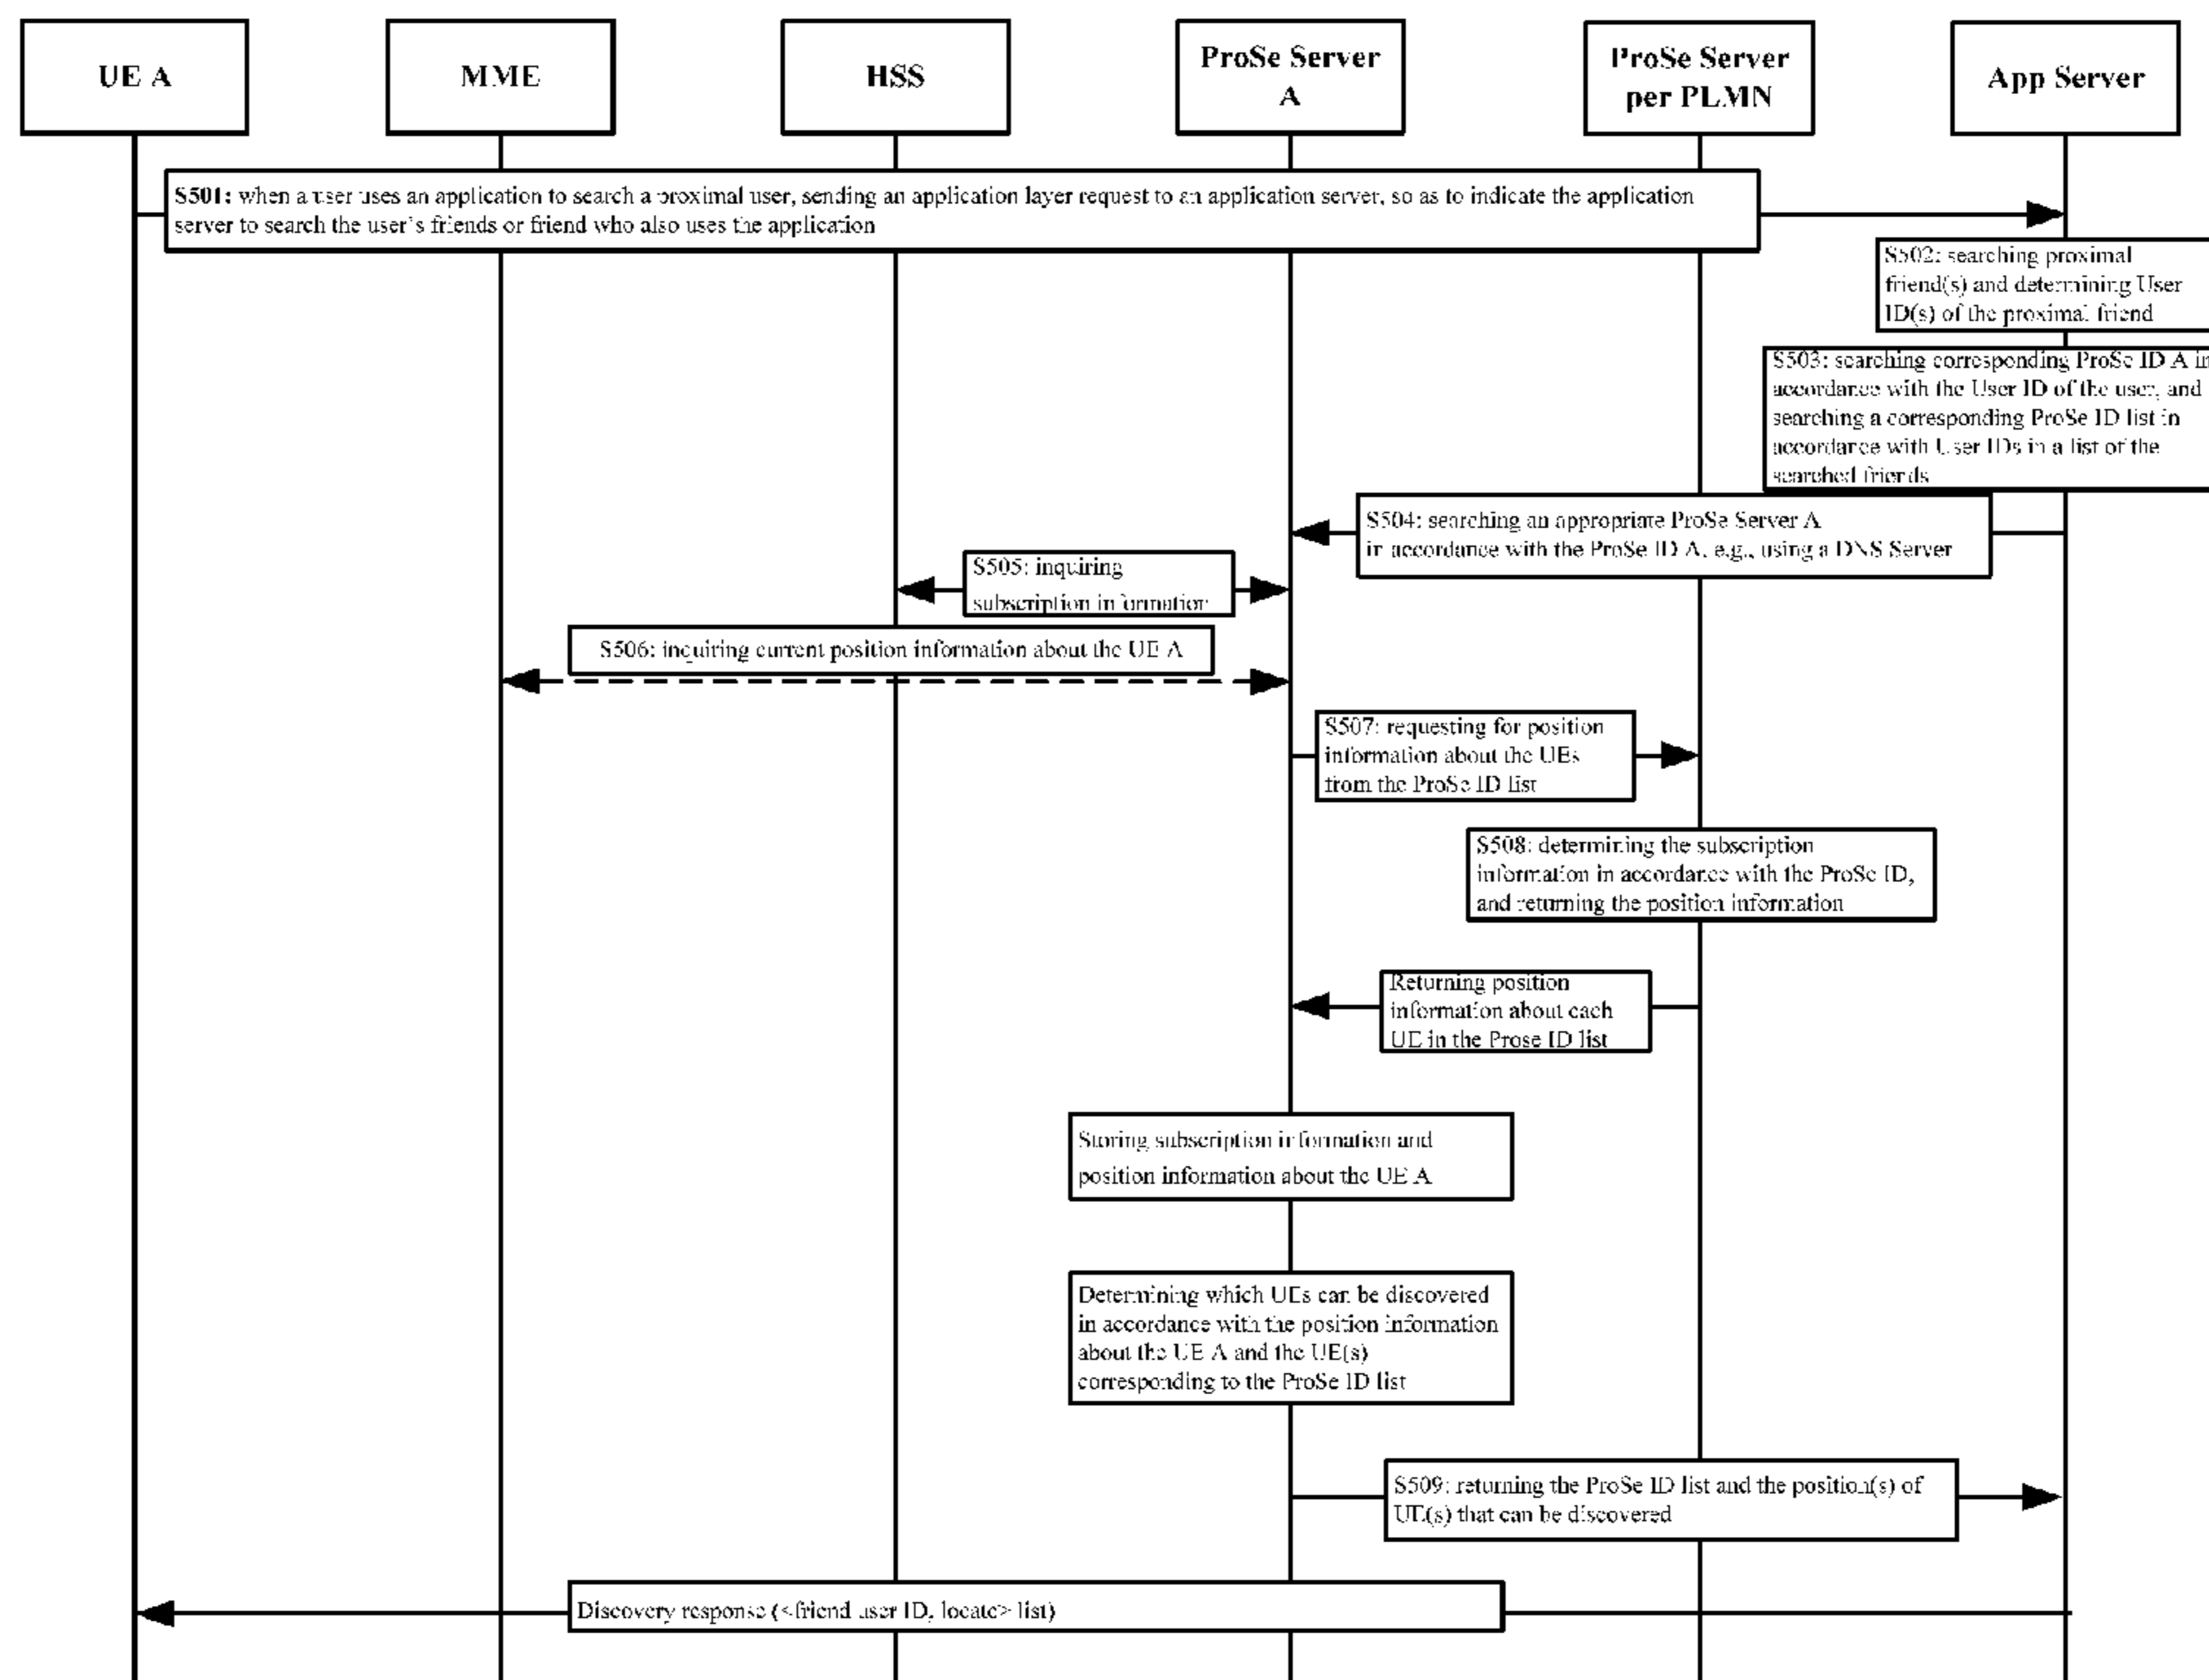 UE A
MME
HSS
ProSe Server
A
ProSe Server
per PLMN
App Server
S501: when a user uses an application to search a proximal user, sending an application layer request to an application server, so as to indicate the application
server to search the user's friends or friend who also uses the application
S502: searching proximal
friend(s) and determining User
ID(s) of the proximal friend
S503: searching corresponding ProSe ID A in
accordance with the User ID of the user, and
searching a corresponding ProSe ID list in
accordance with User IDs in a list of the
searched friends
S504: searching an appropriate ProSe Server A
in accordance with the ProSe ID A, e.g., using a DNS Server
S505: inquiring
subscription information
S506: inquiring current position information about the UE A
S507: requesting for position
information about the UEs
from the ProSe ID list
S508: determining the subscription
information in accordance with the ProSe ID,
and returning the position information
Returning position
information about each
UE in the Prose ID list
Storing subscription information and
position information about the UE A
Determining which UEs can be discovered
in accordance with the position information
about the UE A and the UE(s)
corresponding to the ProSe ID list
S509: returning the ProSe ID list and the position(s) of
UE(s) that can be discovered
Discovery response (<friend user ID, locate> list)